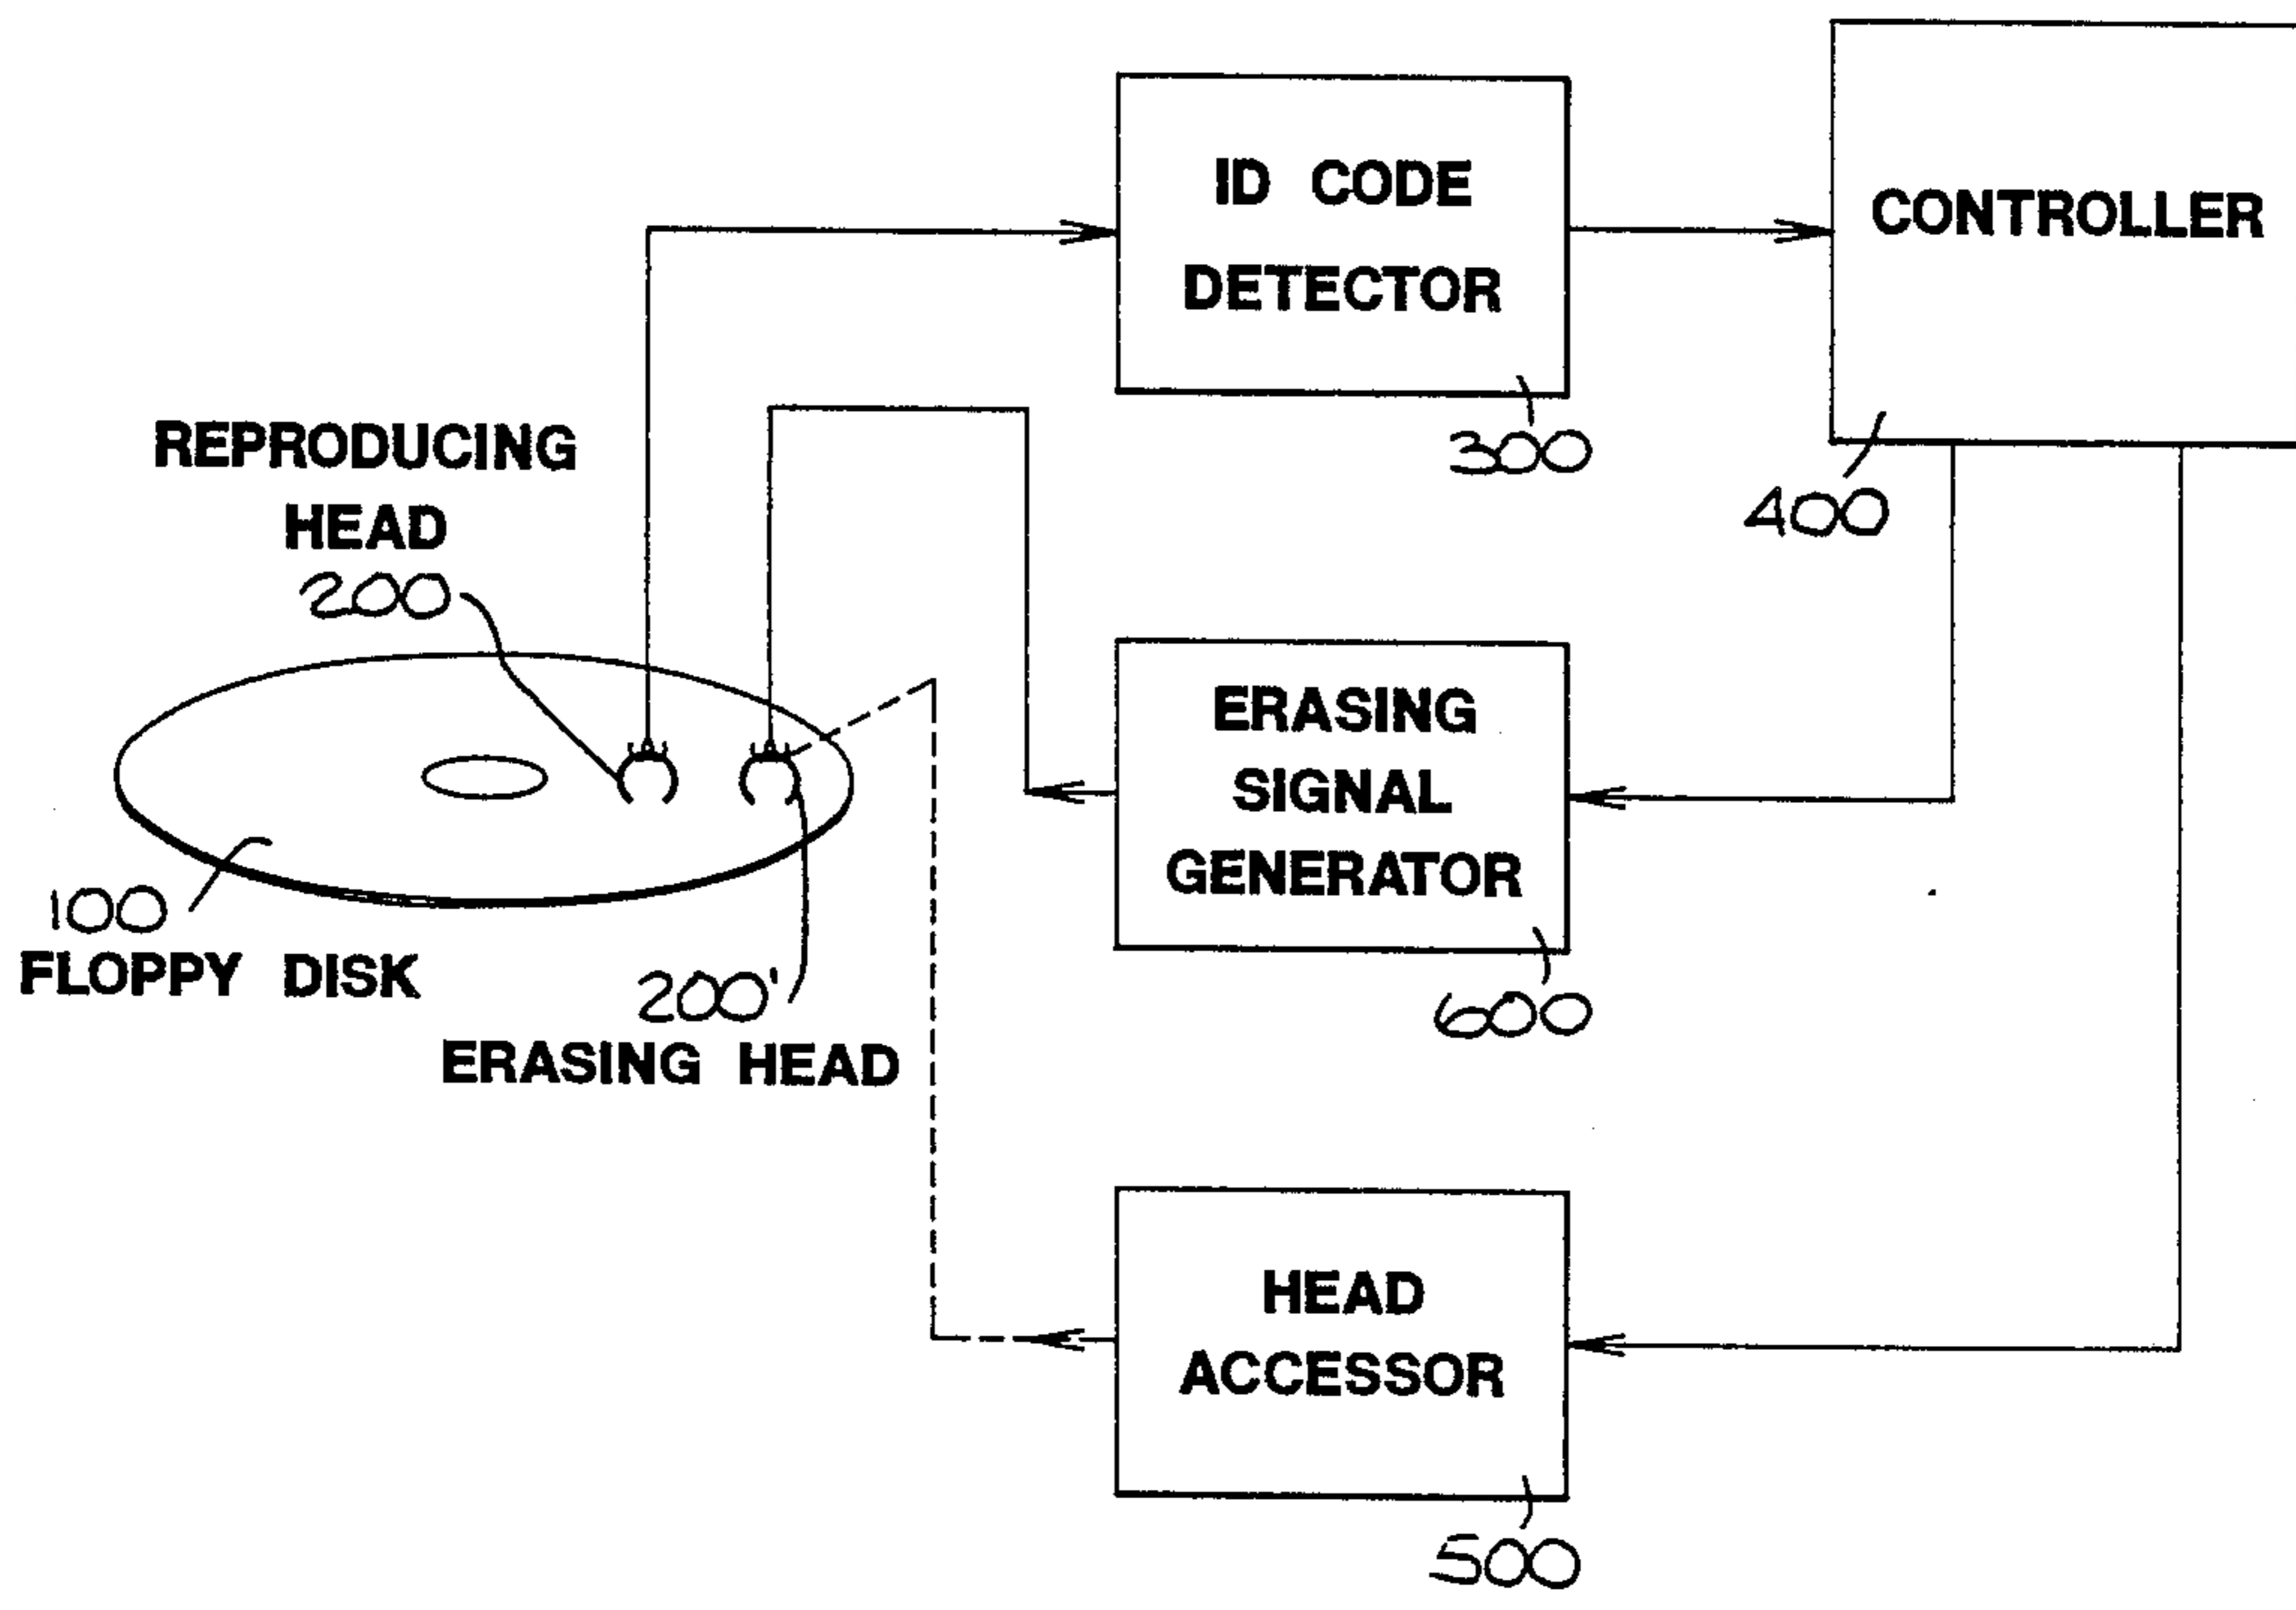 ID CODE
DETECTOR
300
CONTROLLER
400
REPRODUCING
HEAD
200
100
FLOPPY DISK
200'
ERASING HEAD
ERASING
SIGNAL
GENERATOR
600
HEAD
ACCESSOR
500